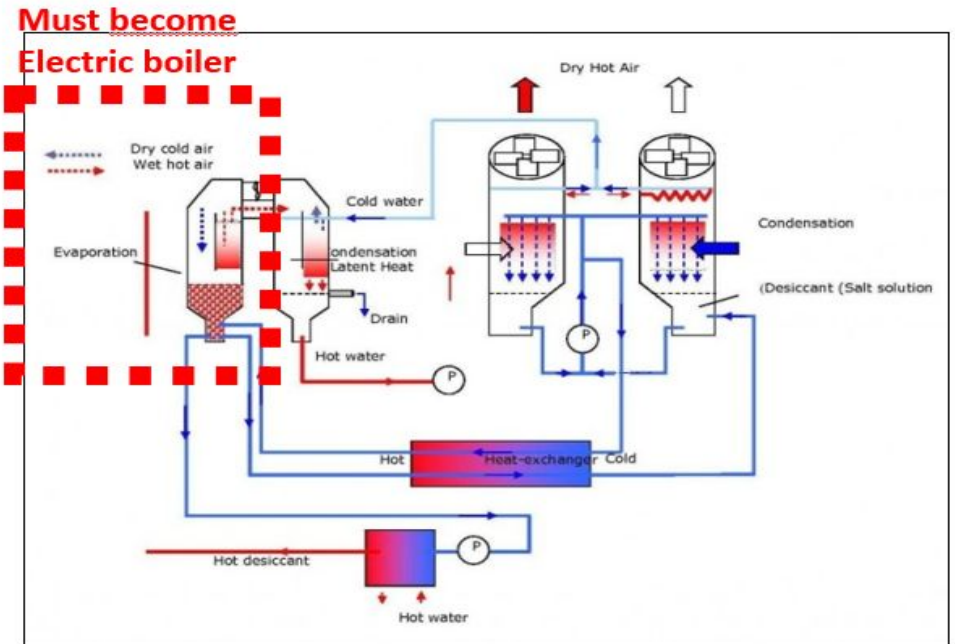 Must become
Electric boiler
Dry Hot Air
Dry cold air
Wet hot air
Cold water
Evaporation
ondensation
Latent Heat
Condensation
(Desiccant (Salt solution
Drain
P
Hot water
P
Hot
Heat-exchanger
Cold
P
Hot desiccant
Hot water